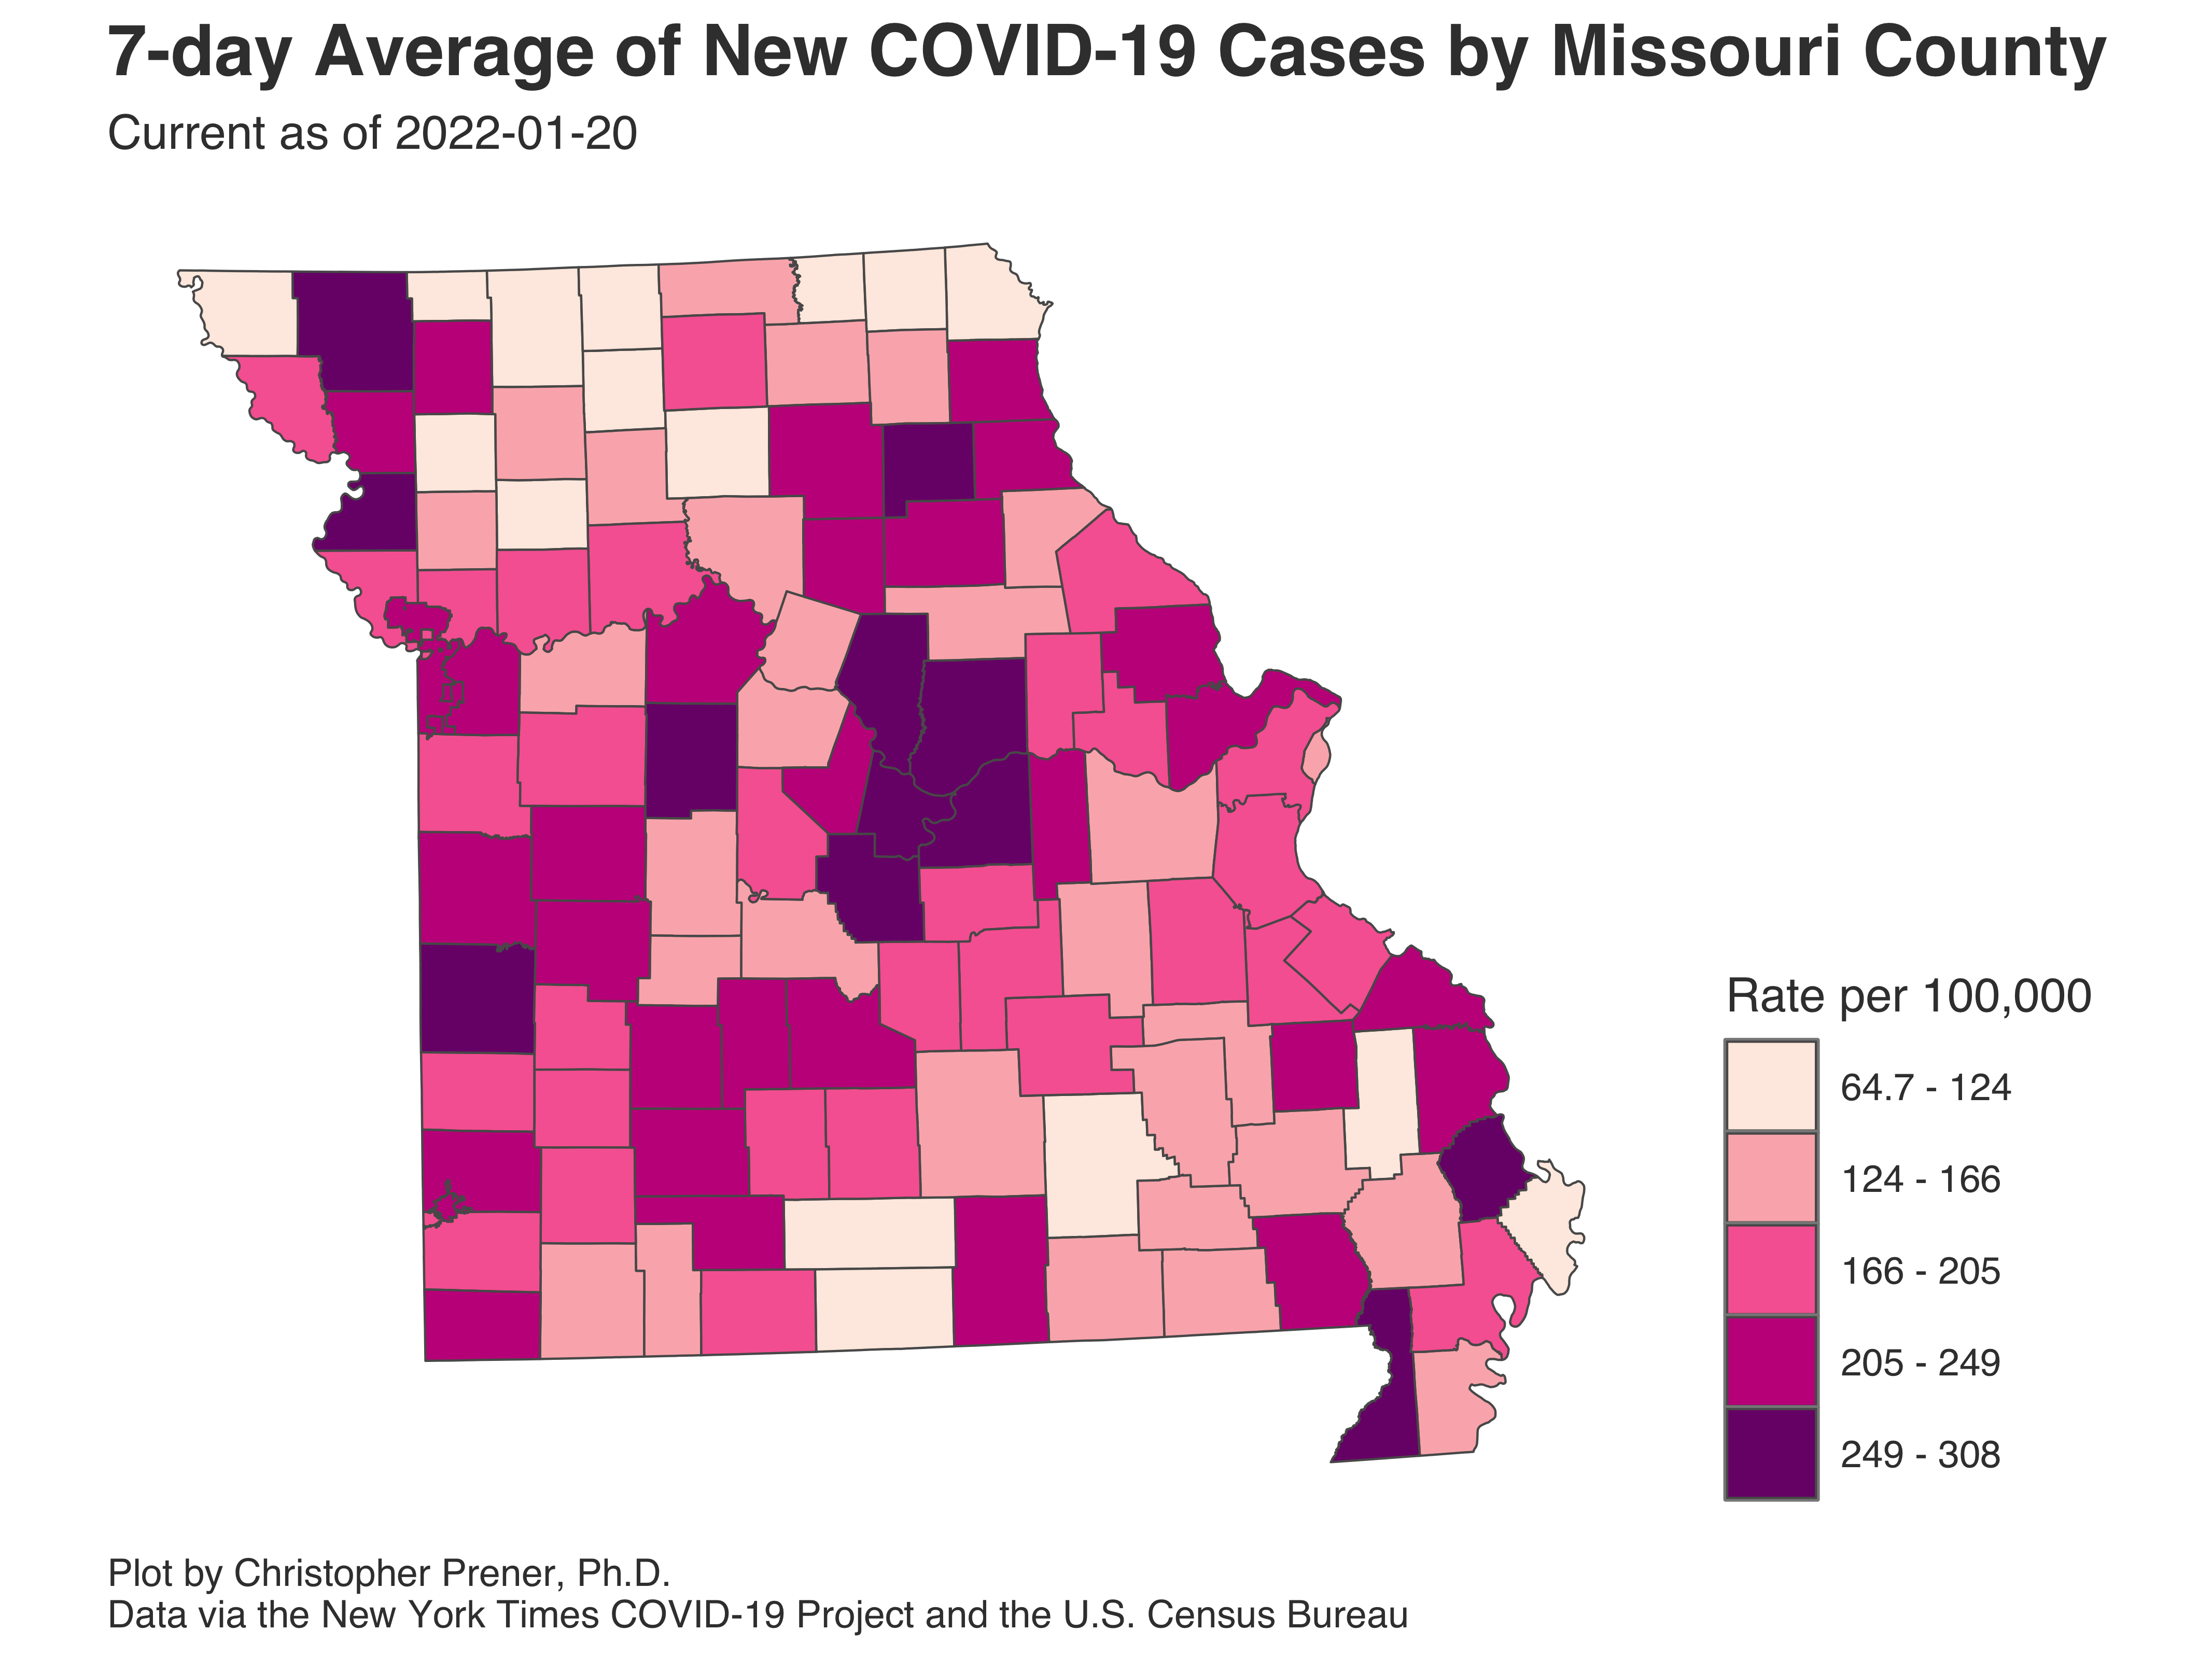 7-day Average of New COVID-19 Cases by Missouri County
Current as of 2022-01-20
Rate per 100,000
64.7 - 124
124 - 166
166 - 205
205 - 249
249 - 308
Plot by Christopher Prener, Ph.D.
Data via the New York Times COVID-19 Project and the U.S. Census Bureau